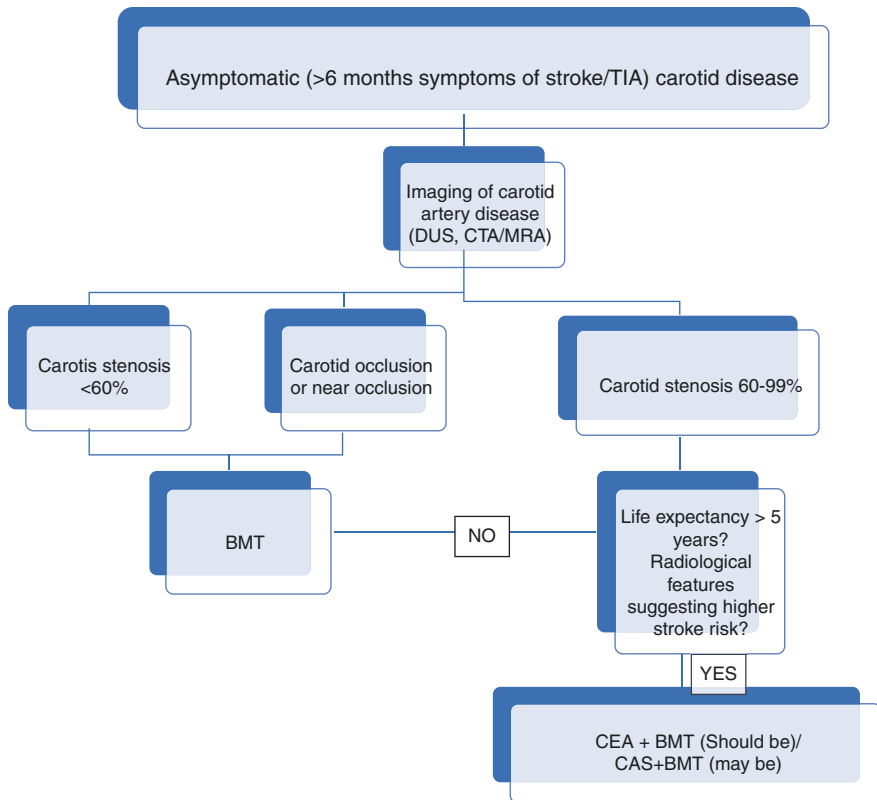 Asymptomatic (>6 months symptoms of stroke/TIA) carotid disease
Imaging of carotid
artery disease
(DUS, CTA/MRA)
Carotis stenosis
<60%
Carotid occlusion
or near occlusion
Carotid stenosis 60-99%
BMT
NO
Life expectancy > 5
years?
Radiological
features
suggesting higher
stroke risk?
YES
CEA + BMT (Should be)/
CAS+BMT (may be)